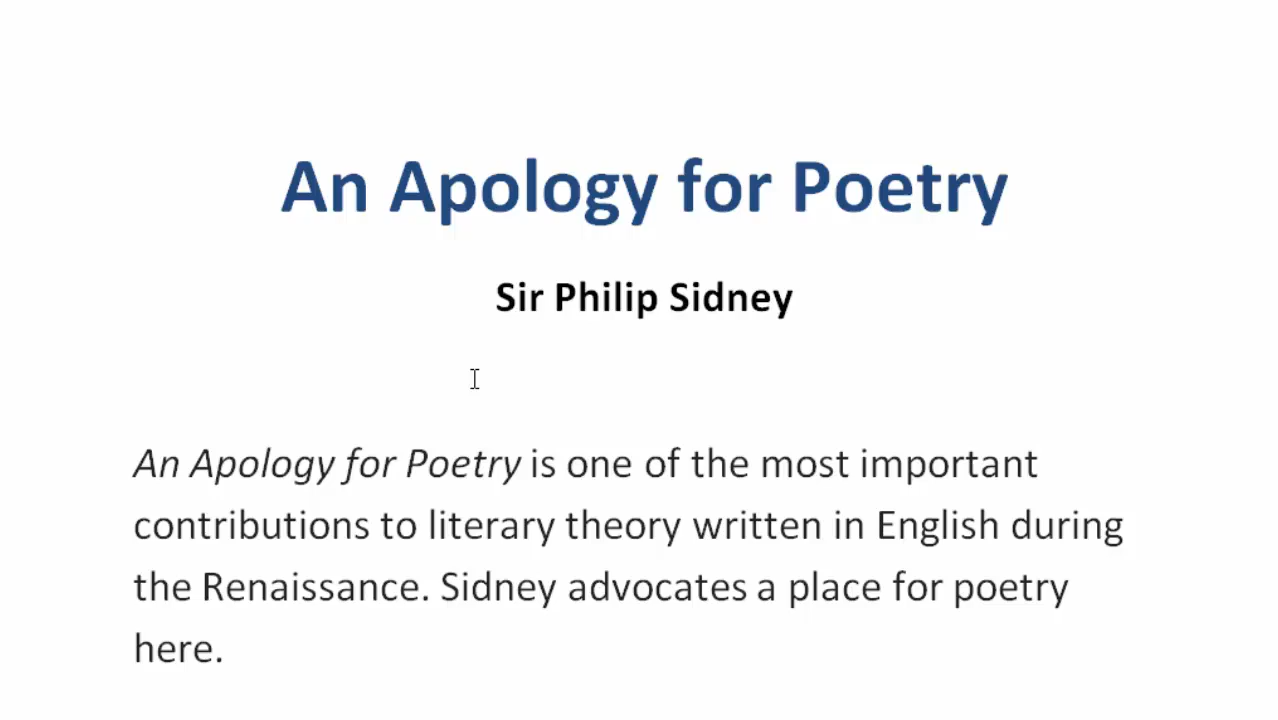 An Apology for Poetry
Sir Philip Sidney
An Apology for Poetry is one of the most important
contributions to literary theory written in English during
the Renaissance. Sidney advocates a place for poetry
here.